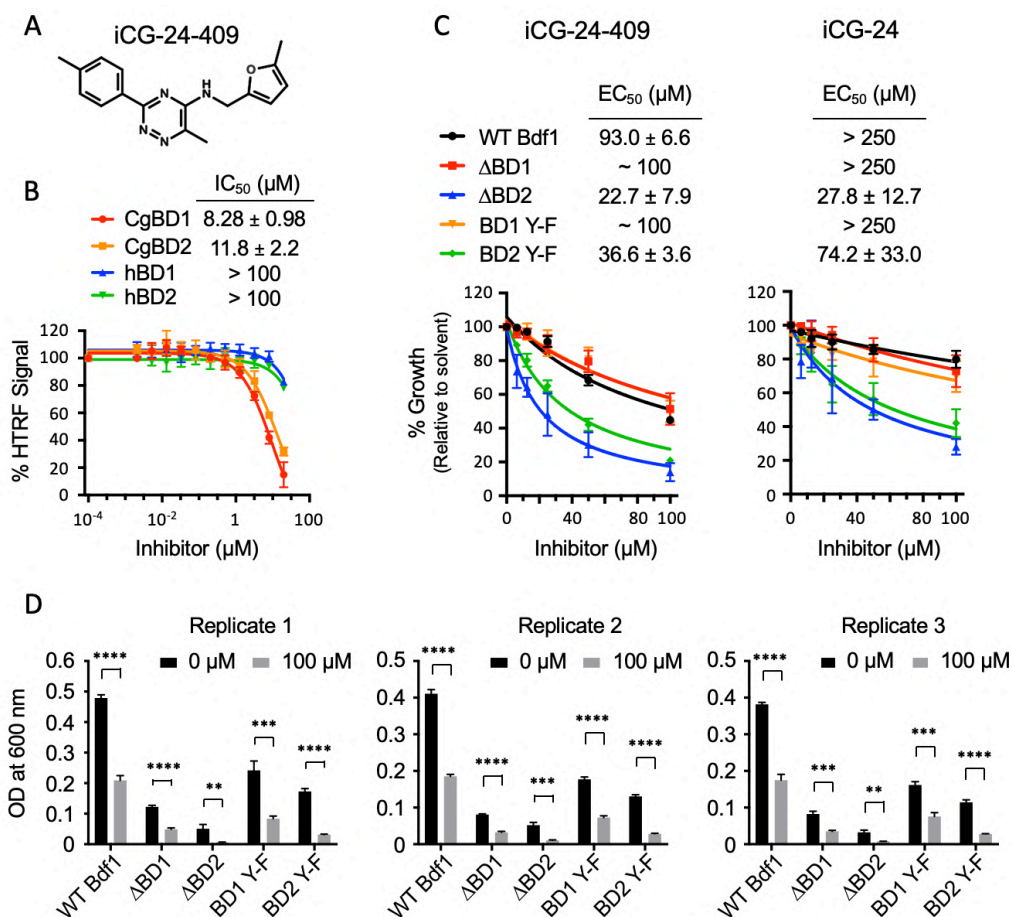 A
iCG-24-409
H
N
O
N
N
N
B
IC50 (µM)
CgBD1 8.28 ± 0.98
CgBD2 11.8 ± 2.2
hBD1 > 100
hBD2 > 100
% HTRF Signal
120
100
80
60
40
20
0
10-4 10-2 1 100
Inhibitor (µM)
C
iCG-24-409 iCG-24
EC50 (µM) EC50 (µM)
WT Bdf1 93.0 ± 6.6 > 250
ΔBD1 ~ 100 > 250
ΔBD2 22.7 ± 7.9 27.8 ± 12.7
BD1 Y-F ~ 100 > 250
BD2 Y-F 36.6 ± 3.6 74.2 ± 33.0
% Growth
(Relative to solvent)
120
100
80
60
40
20
0
0 40 80 100
Inhibitor (µM)
120
100
80
60
40
20
0
0 40 80 100
Inhibitor (µM)
D
Replicate 1
0 µM 100 µM
OD at 600 nm
0.6
0.5
0.4
0.3
0.2
0.1
0
**** **** ** *** ****
WT Bdf1 ΔBD1 ΔBD2 BD1 Y-F BD2 Y-F
Replicate 2
0 µM 100 µM
0.5
0.4
0.3
0.2
0.1
0
**** **** *** **** ****
WT Bdf1 ΔBD1 ΔBD2 BD1 Y-F BD2 Y-F
Replicate 3
0 µM 100 µM
0.5
0.4
0.3
0.2
0.1
0
**** *** ** *** ****
WT Bdf1 ΔBD1 ΔBD2 BD1 Y-F BD2 Y-F